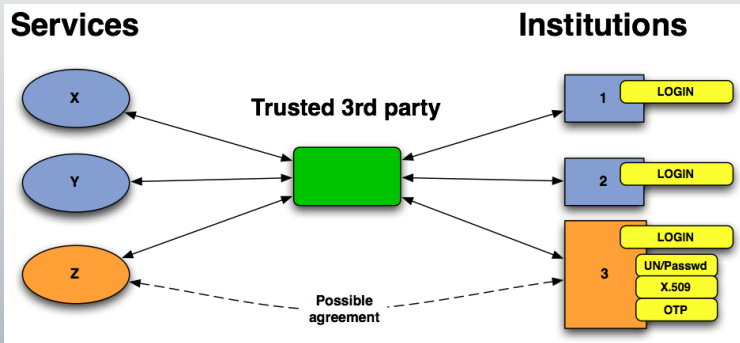 Services
Institutions
Trusted 3rd party
X
1
LOGIN
Y
2
LOGIN
Z
3
LOGIN
UN/Passwd
X.509
OTP
Possible
agreement